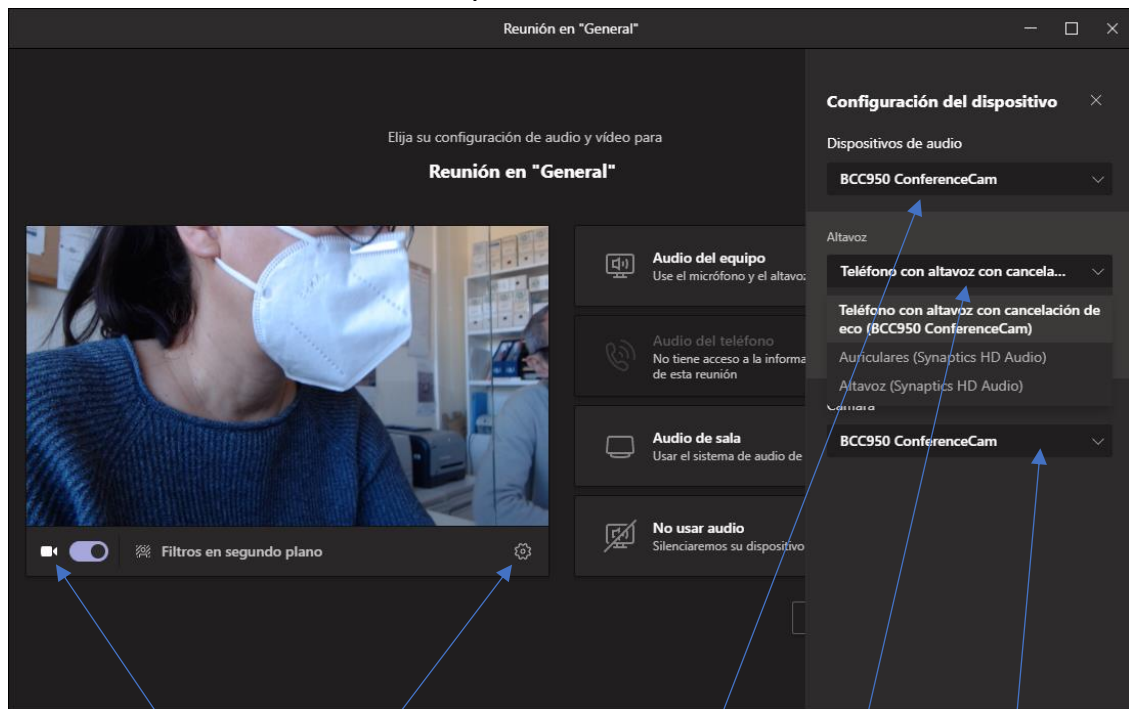 Reunión en "General"
Elija su configuración de audio y vídeo para
Reunión en "General"
Audio del equipo
Use el micrófono y el altavoz
Audio del teléfono
No tiene acceso a la informa
de esta reunión
Audio de sala
Usar el sistema de audio de
No usar audio
Silenciaremos su dispositivo
Filtros en segundo plano
Configuración del dispositivo
Dispositivos de audio
BCC950 ConferenceCam
Altavoz
Teléfono con altavoz con cancela...
Teléfono con altavoz con cancelación de
eco (BCC950 ConferenceCam)
Auriculares (Synaptics HD Audio)
Altavoz (Synaptics HD Audio)
Cámara
BCC950 ConferenceCam